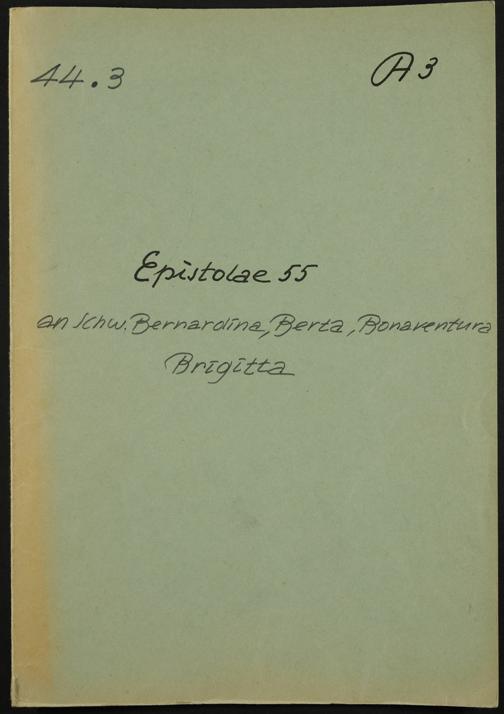 44.3 A3
Epistolae 55
an Schw. Bernardina, Berta, Bonaventura
Brigitta